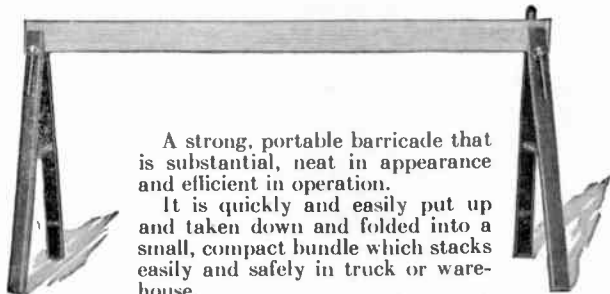 A strong, portable barricade that
is substantial, neat in appearance
and efficient in operation.
It is quickly and easily put up
and taken down and folded into a
small, compact bundle which stacks
easily and safely in truck or ware-
house.